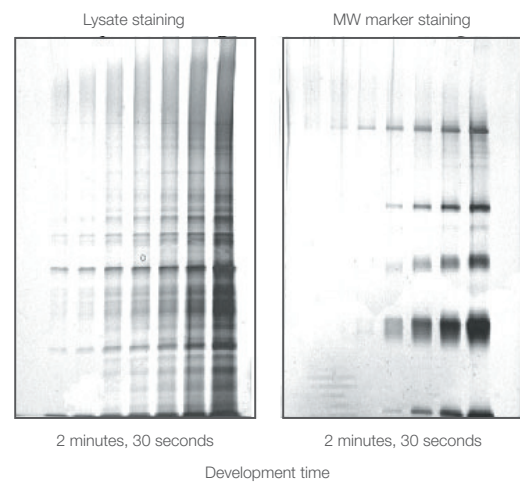 Lysate staining
MW marker staining
2 minutes, 30 seconds
2 minutes, 30 seconds
Development time